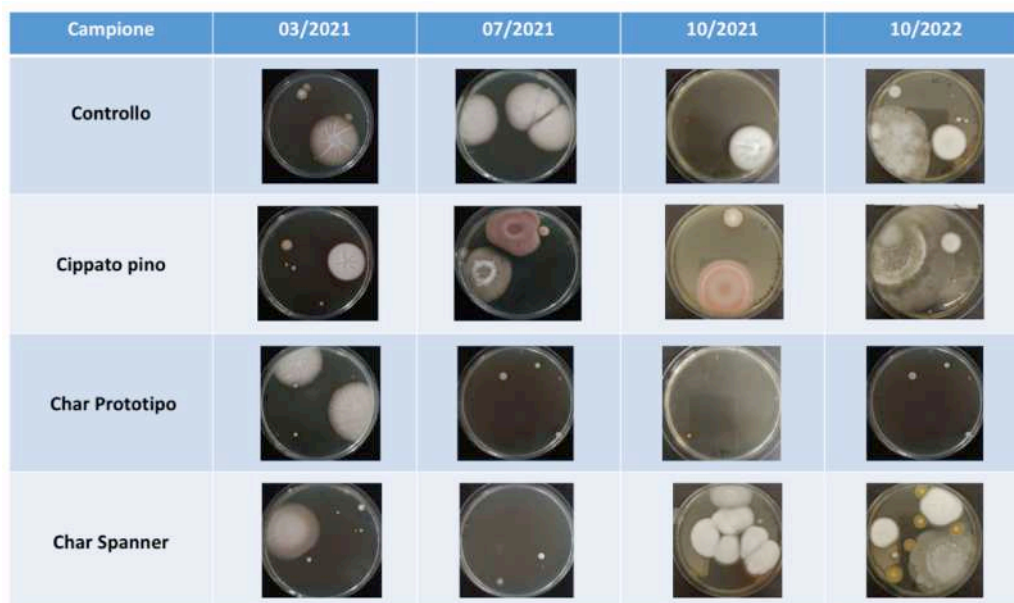 Campione 03/2021 07/2021 10/2021 10/2022
Controllo
Cippato pino
Char Prototipo
Char Spanner